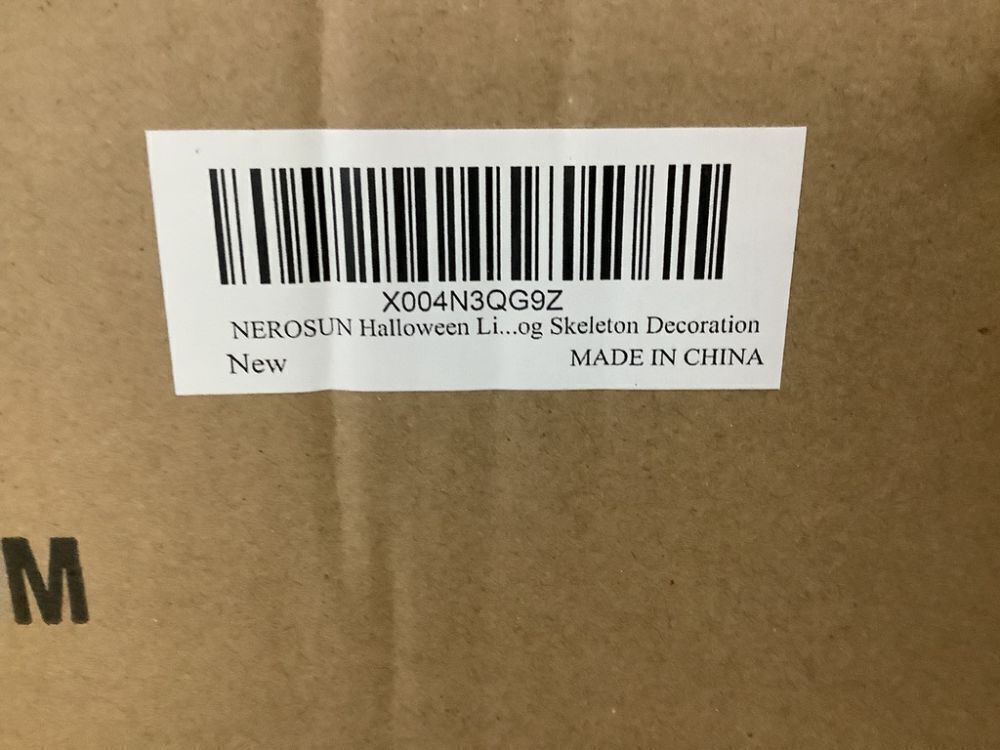 X004N3QG9Z
NEROSUN Halloween Li...og Skeleton Decoration
New MADE IN CHINA
M